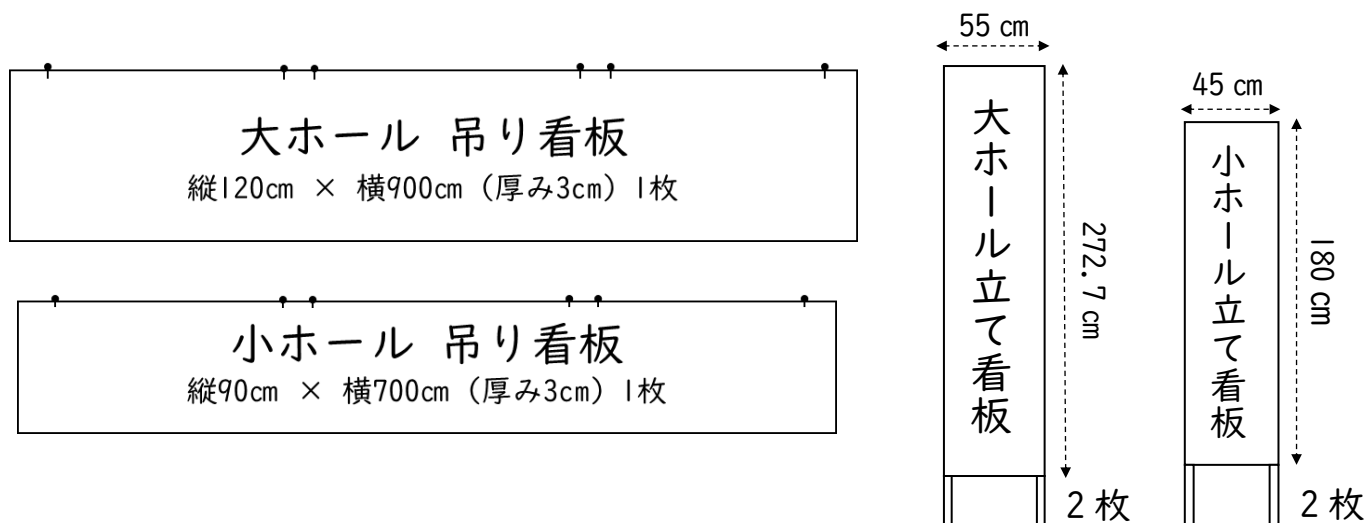 大ホール 吊り看板
縦120cm × 横900cm（厚み3cm）1枚
小ホール 吊り看板
縦90cm × 横700cm（厚み3cm）1枚
55 cm
大ホール立て看板
272.7 cm
2 枚
45 cm
小ホール立て看板
180 cm
2 枚